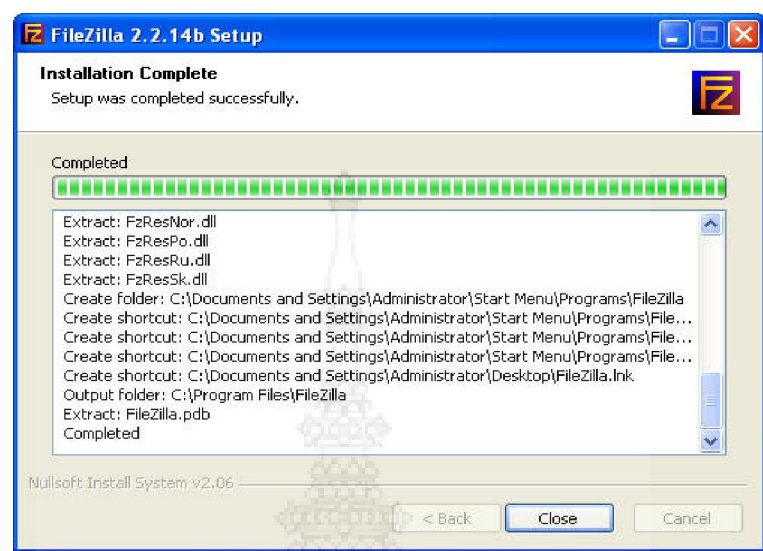 FileZilla 2.2.14b Setup
Installation Complete
Setup was completed successfully.
FZ
Completed
Extract: FzResNor.dll
Extract: FzResPo.dll
Extract: FzResRu.dll
Extract: FzResSk.dll
Create folder: C:\Documents and Settings\Administrator\Start Menu\Programs\FileZilla
Create shortcut: C:\Documents and Settings\Administrator\Start Menu\Programs\File...
Create shortcut: C:\Documents and Settings\Administrator\Start Menu\Programs\File...
Create shortcut: C:\Documents and Settings\Administrator\Start Menu\Programs\File...
Create shortcut: C:\Documents and Settings\Administrator\Desktop\FileZilla.lnk
Output folder: C:\Program Files\FileZilla
Extract: FileZilla.pdb
Completed
Nullsoft Install System v2.06
< Back Close Cancel